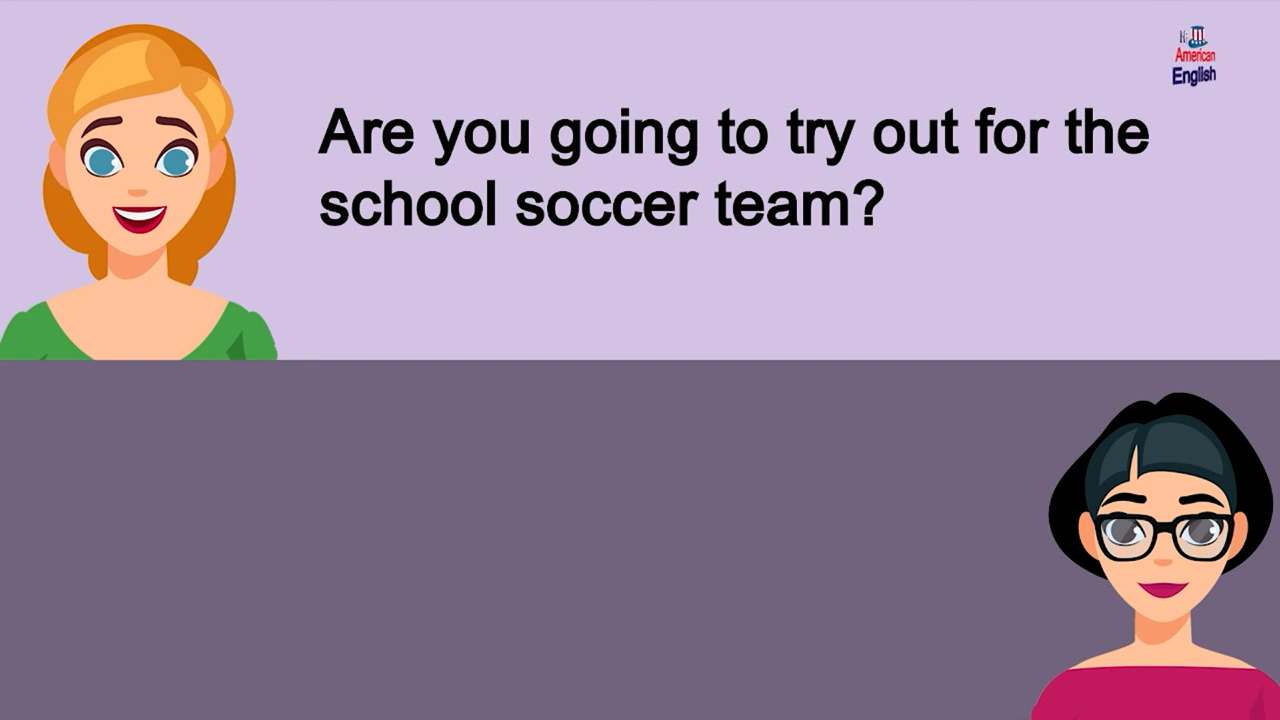 Hi
American
English
Are you going to try out for the
school soccer team?